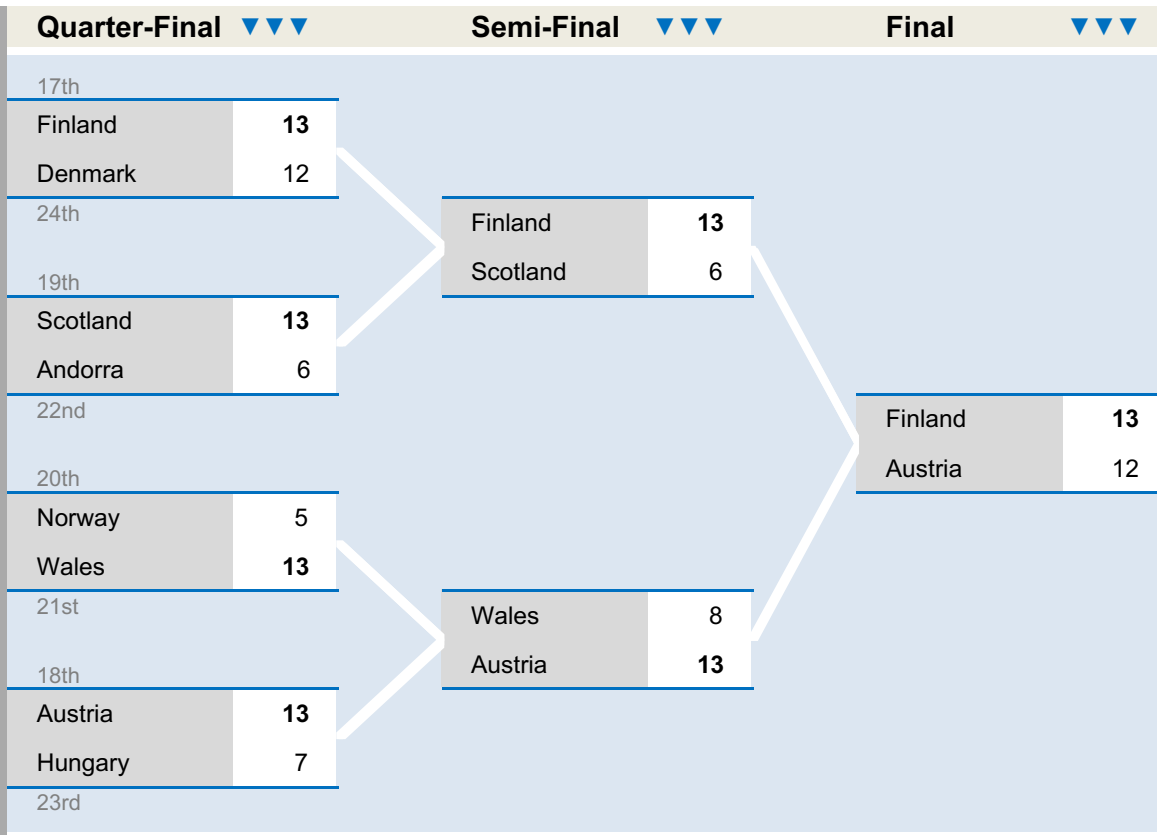 Quarter-Final ▼▼▼ Semi-Final ▼▼▼ Final ▼▼▼
17th
Finland 13
Denmark 12
24th
19th
Scotland 13
Andorra 6
22nd
20th
Norway 5
Wales 13
21st
18th
Austria 13
Hungary 7
23rd
Finland 13
Scotland 6
Wales 8
Austria 13
Finland 13
Austria 12